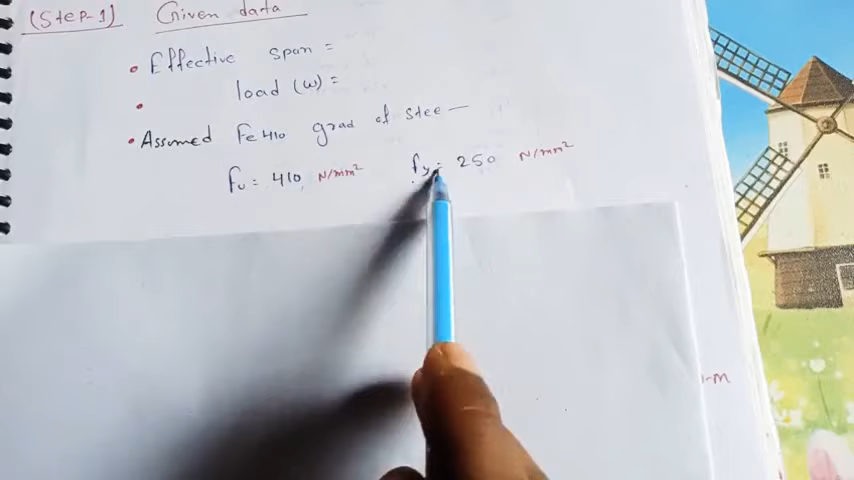 (Step-1) Given data
• Effective span =
• load (w) =
• Assumed Fe410 grad of stee —
fu = 410 N/mm² fy = 250 N/mm²
-m